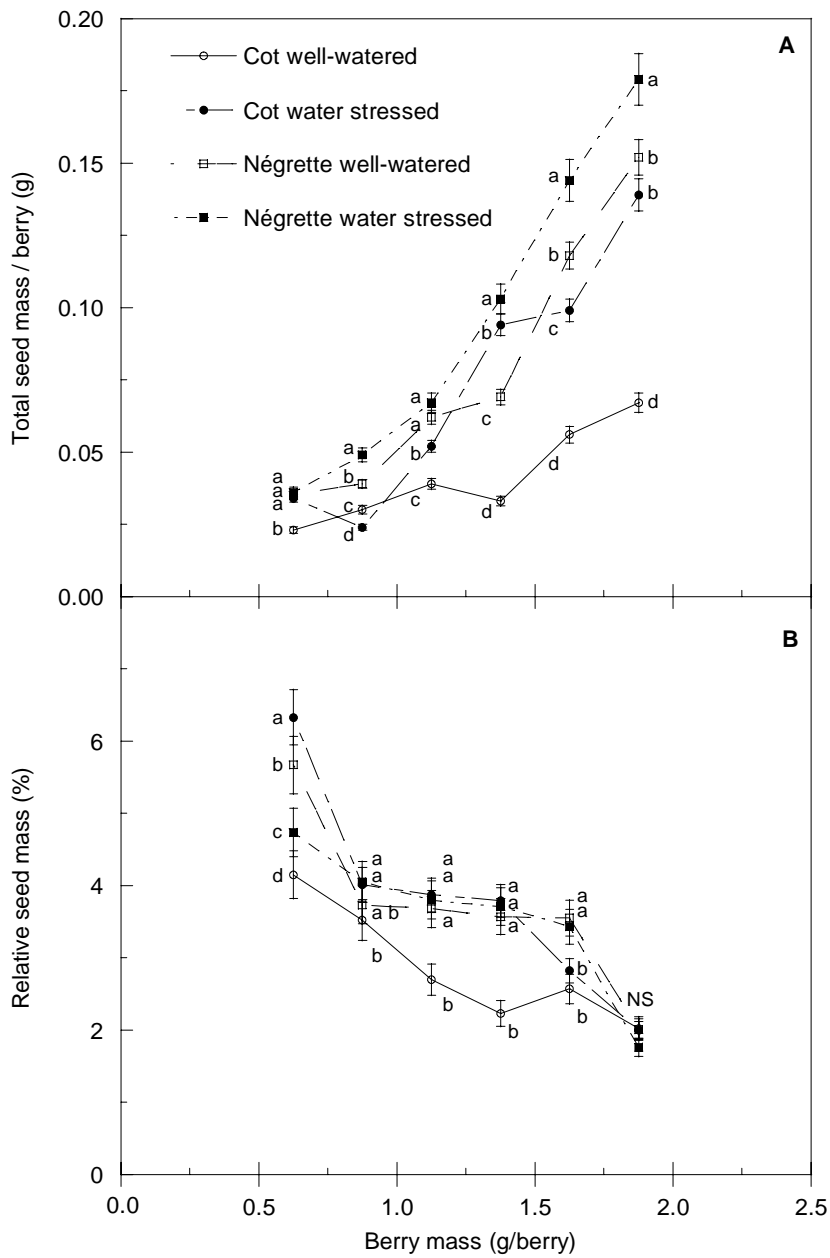 0.20
A
Cot well-watered
Cot water stressed
Négrette well-watered
Négrette water stressed
0.15
0.10
0.05
0.00
Total seed mass / berry (g)
a
a
a
b
a
b
c
d
a
a
b
c
a
b
c
d
a
b
c
d
a
b
b
d
B
6
4
2
0
Relative seed mass (%)
a
b
c
d
a
a
a b
b
a
a
a
b
a
a
a
b
a
a
b
b
NS
0.0 0.5 1.0 1.5 2.0 2.5
Berry mass (g/berry)